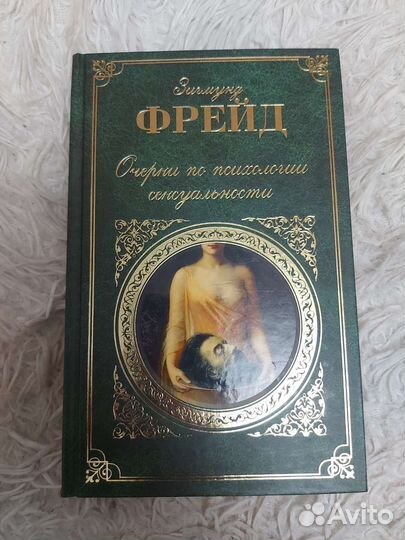 Зигмунд
ФРЕЙД
Очерки по психологии
сексуальности
Avito